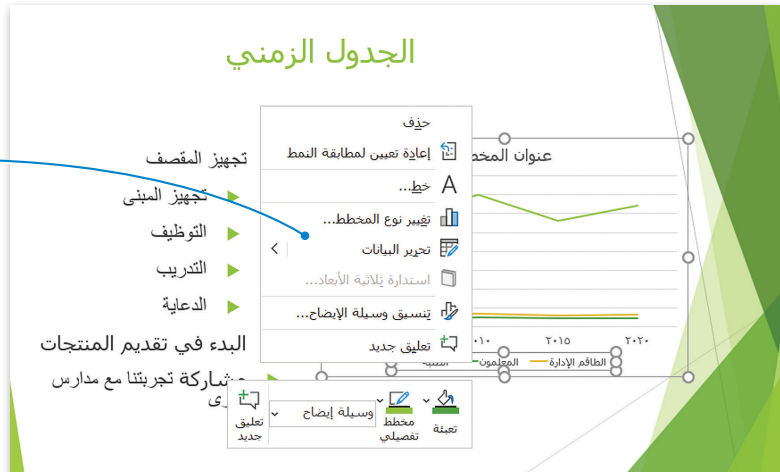 الجدول الزمني
تجهيز المقصف
تجهيز المبنى
التوظيف
التدريب
الدعاية
البدء في تقديم المنتجات
مشاركة تجربتنا مع مدارس
حذف
إعادة تعيين لمطابقة النمط
خط...
تغيير نوع المخطط...
تحرير البيانات
استدارة ثلاثية الأبعاد...
تنسيق وسيلة الإيضاح...
تعليق جديد
عنوان المخط
٢٠١٥
٢٠٢٠
الطاقم الإدارة
المعلمون
تعبئة
مخطط تفصيلي
وسيلة إيضاح
تعليق جديد